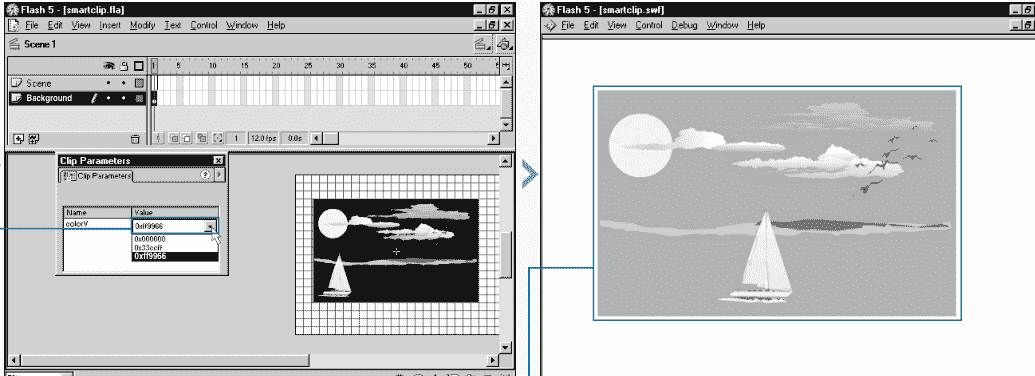 Flash 5 - [smartclip.fla]
File Edit View Insert Modify Text Control Window Help
Scene 1
1 5 10 15 20 25 30 35 40 45 50
Scene
Background
1 12.0 fps 0.0s
Clip Parameters
Clip Parameters
Name Value
colorV 0xff9966
0x000000
0x33ccff
0xff9966
Flash 5 - [smartclip.swf]
File Edit View Control Debug Window Help